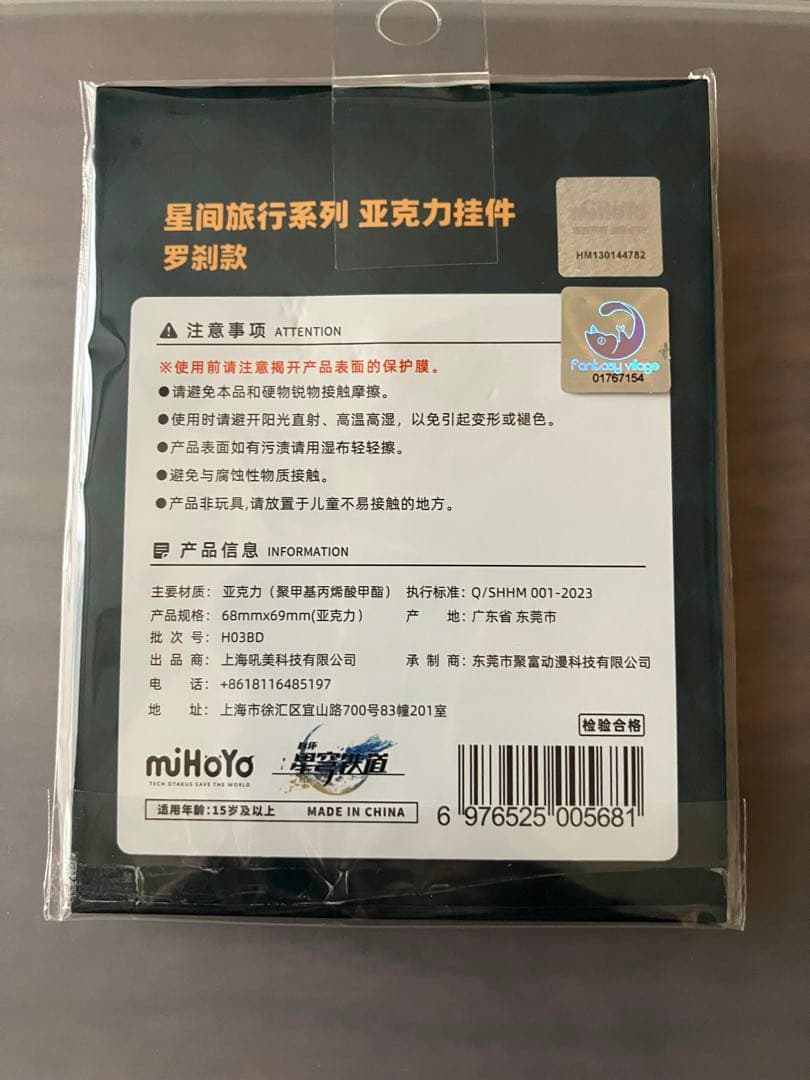 星间旅行系列 亚克力挂件
罗刹款
miHoYo
HM130144782
fantasy village
01767154
注意事项 ATTENTION
※使用前请注意揭开产品表面的保护膜。
●请避免本品和硬物锐物接触摩擦。
●使用时请避开阳光直射、高温高湿，以免引起变形或褪色。
●产品表面如有污渍请用湿布轻轻擦。
●避免与腐蚀性物质接触。
●产品非玩具,请放置于儿童不易接触的地方。
产品信息 INFORMATION
主要材质： 亚克力（聚甲基丙烯酸甲酯） 执行标准：Q/SHHM 001-2023
产品规格： 68mmx69mm(亚克力) 产 地：广东省 东莞市
批 次 号： H03BD
出 品 商： 上海吼美科技有限公司 承 制 商：东莞市聚富动漫科技有限公司
电 话： +8618116485197
地 址： 上海市徐汇区宜山路700号83幢201室
检验合格
miHoYo
TECH OTAKUS SAVE THE WORLD
崩坏
星穹铁道
适用年龄:15岁及以上 MADE IN CHINA
6 976525 005681